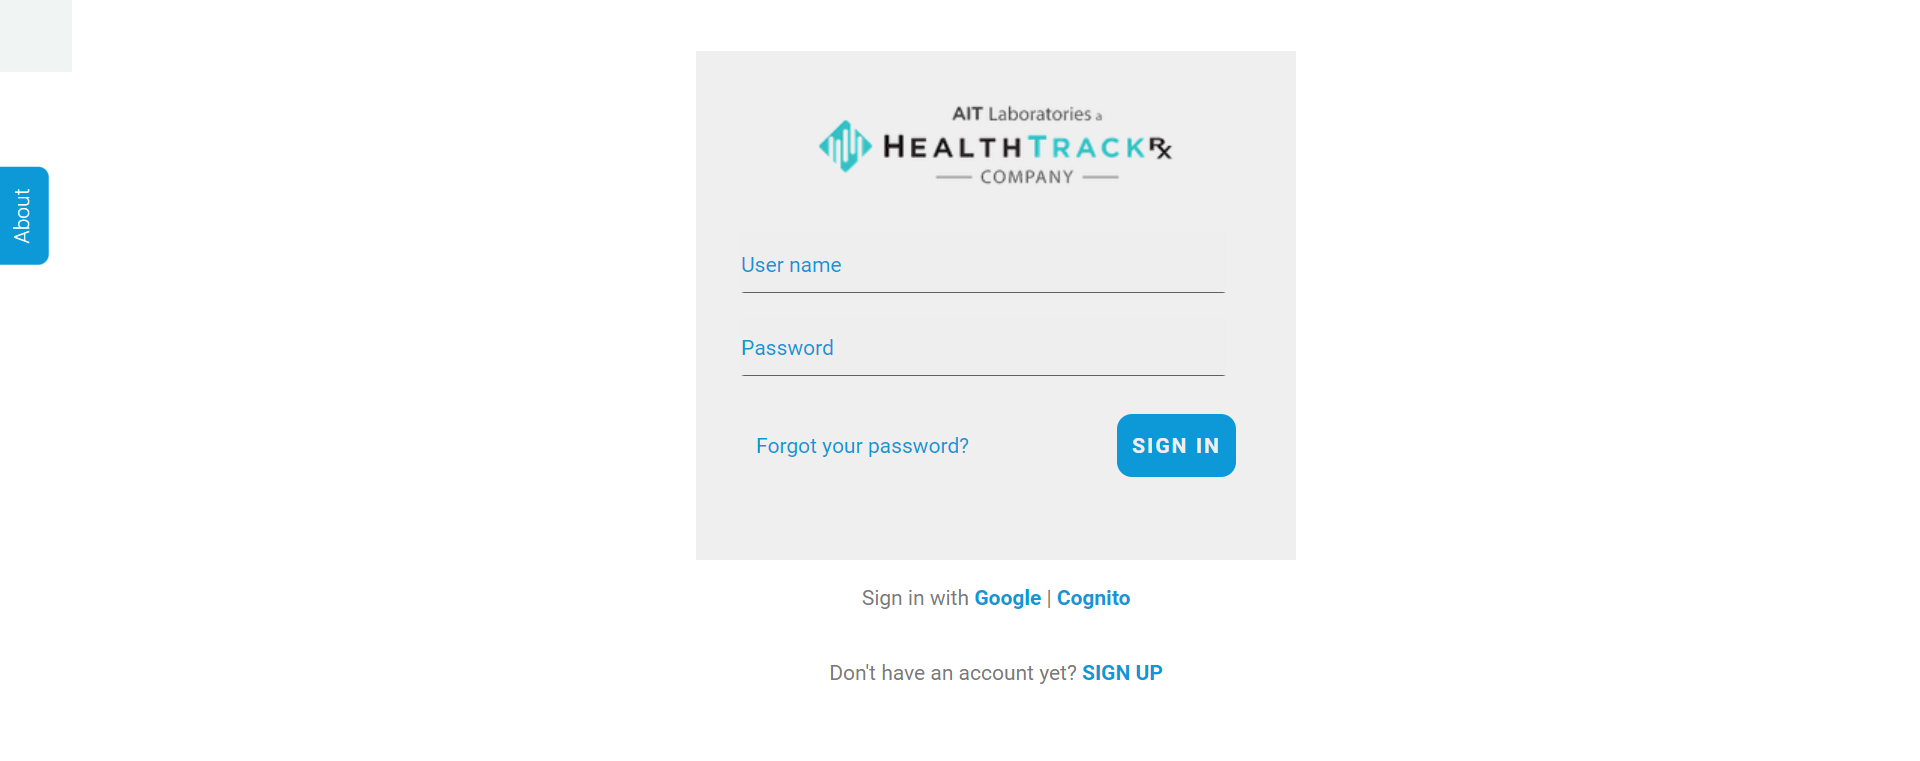 AIT Laboratories a
HEALTHTRACKRx
COMPANY
About
User name
Password
Forgot your password?
SIGN IN
Sign in with Google | Cognito
Don't have an account yet? SIGN UP